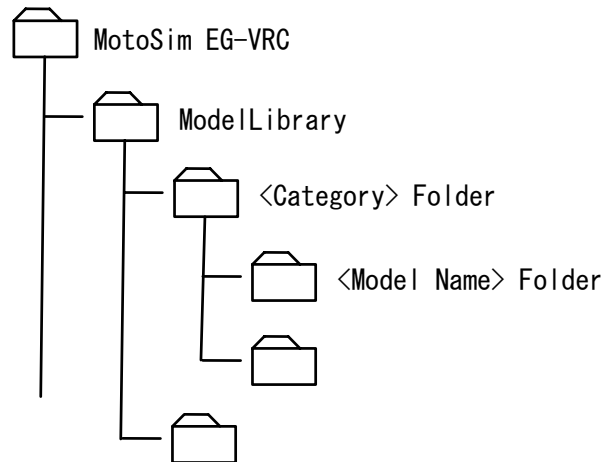 MotoSim EG-VRC
ModelLibrary
<Category> Folder
<Model Name> Folder